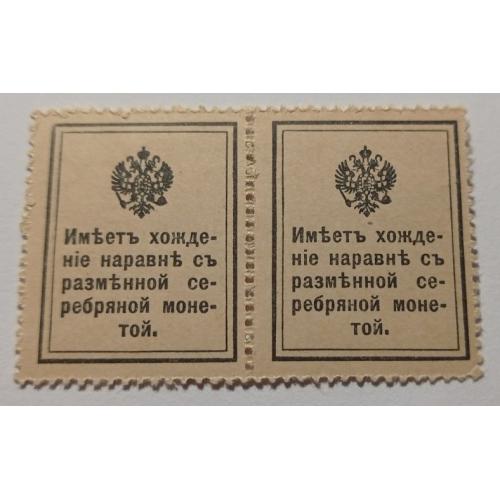 Имѣетъ хожде-
ніе наравнѣ съ
размѣнной се-
ребряной моне-
той.
Имѣетъ хожде-
ніе наравнѣ съ
размѣнной се-
ребряной моне-
той.